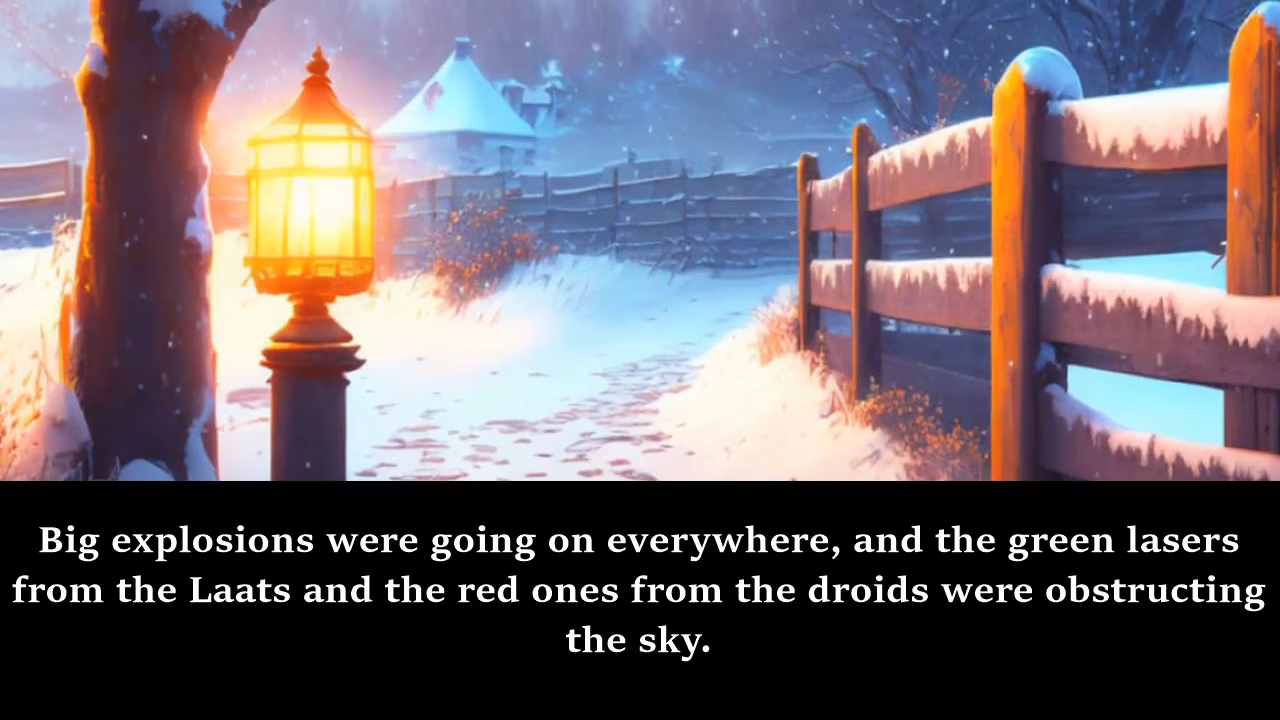 Big explosions were going on everywhere, and the green lasers
from the Laats and the red ones from the droids were obstructing
the sky.